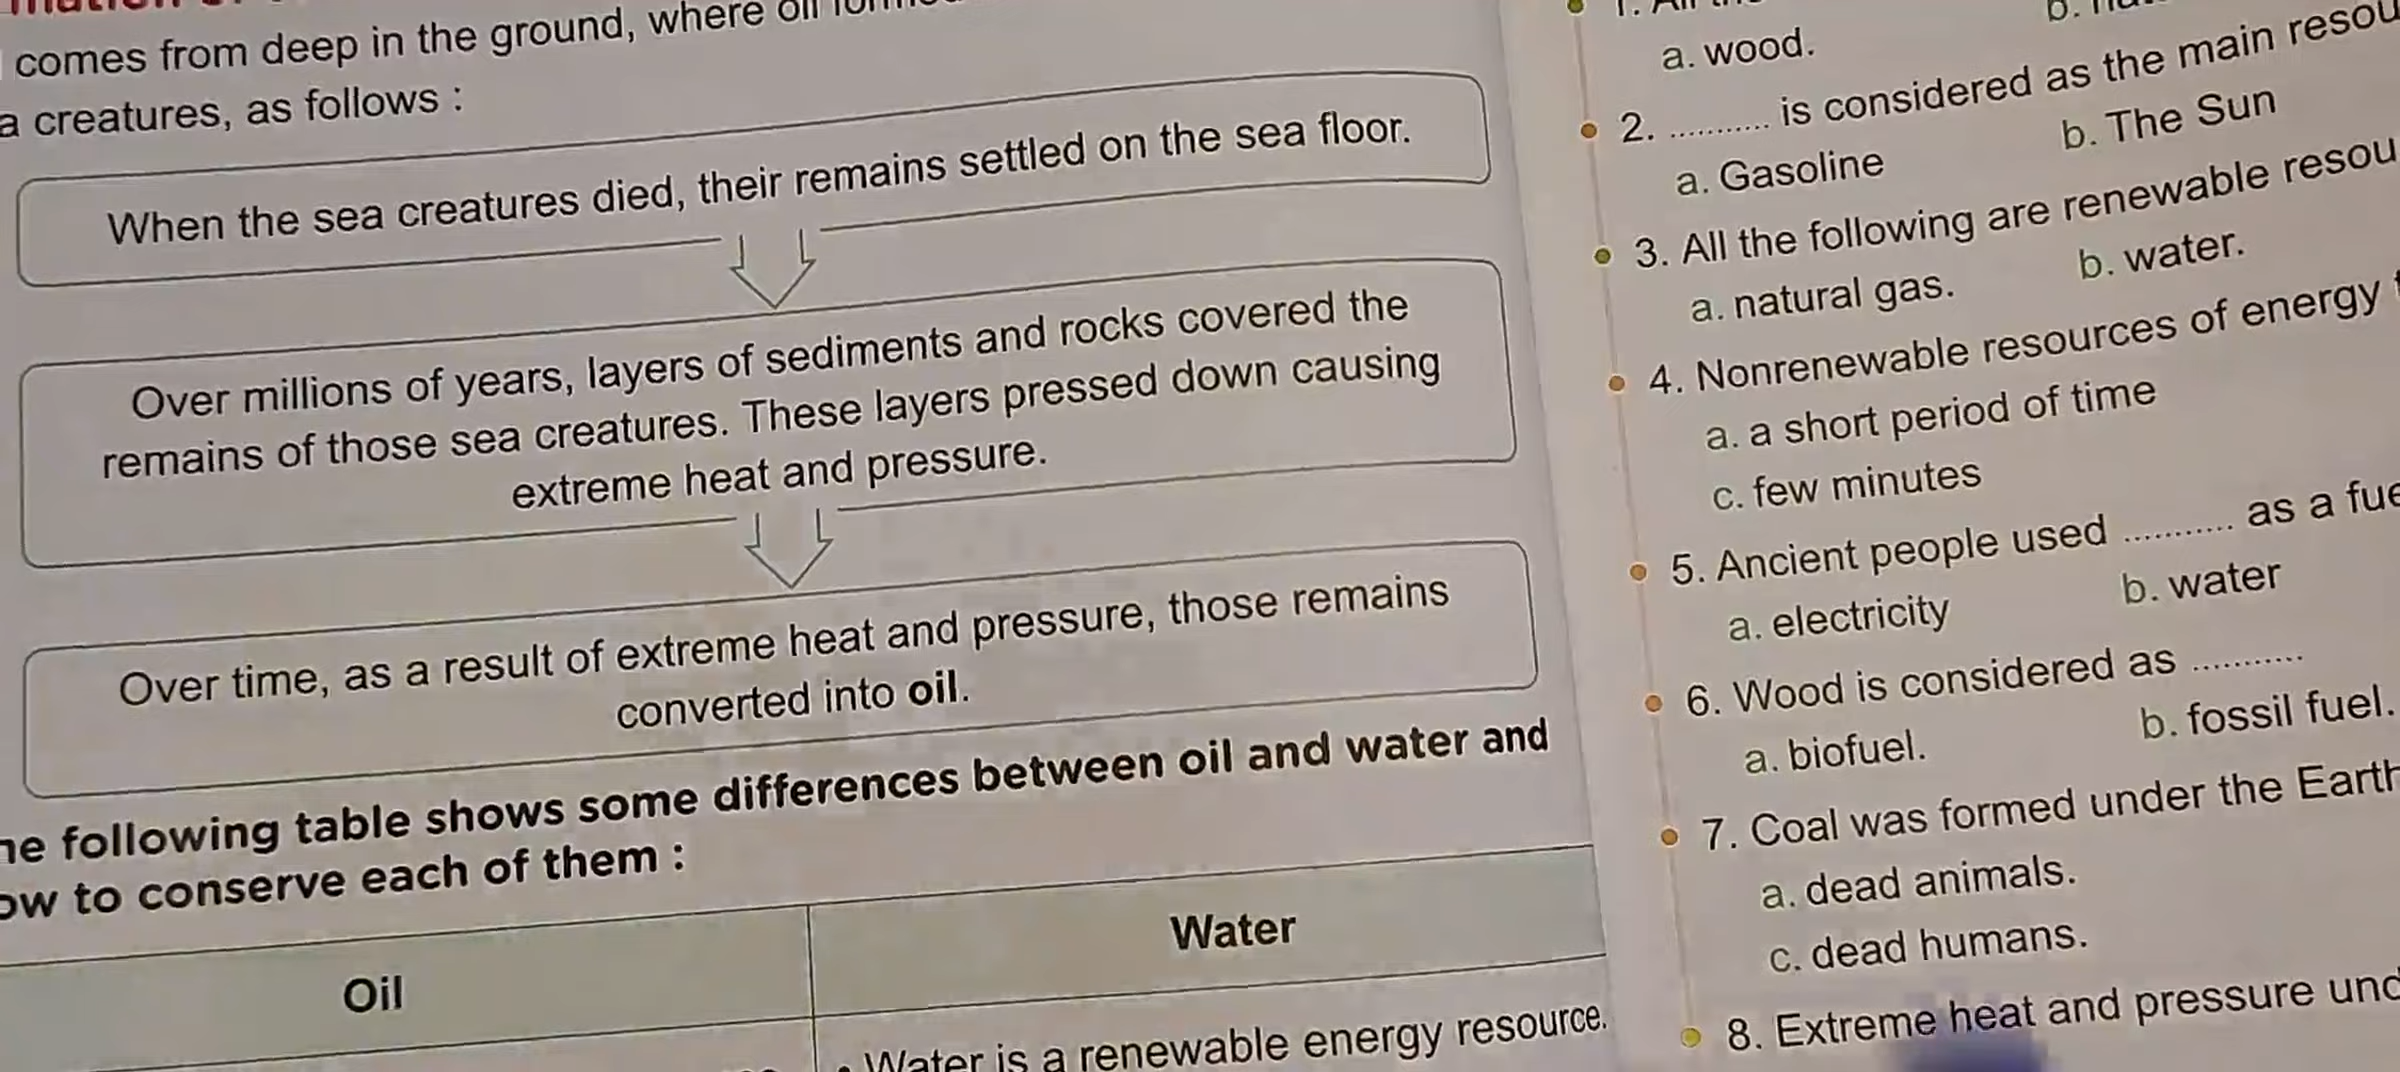 comes from deep in the ground, where oil
a creatures, as follows :
When the sea creatures died, their remains settled on the sea floor.
Over millions of years, layers of sediments and rocks covered the
remains of those sea creatures. These layers pressed down causing
extreme heat and pressure.
Over time, as a result of extreme heat and pressure, those remains
converted into oil.
he following table shows some differences between oil and water and
ow to conserve each of them :
Oil
Water
• Water is a renewable energy resource.
a. wood.
2. ........... is considered as the main resou
a. Gasoline
b. The Sun
3. All the following are renewable resou
a. natural gas.
b. water.
4. Nonrenewable resources of energy
a. a short period of time
c. few minutes
5. Ancient people used ........... as a fue
a. electricity
b. water
6. Wood is considered as ...........
a. biofuel.
b. fossil fuel.
7. Coal was formed under the Earth
a. dead animals.
c. dead humans.
8. Extreme heat and pressure und